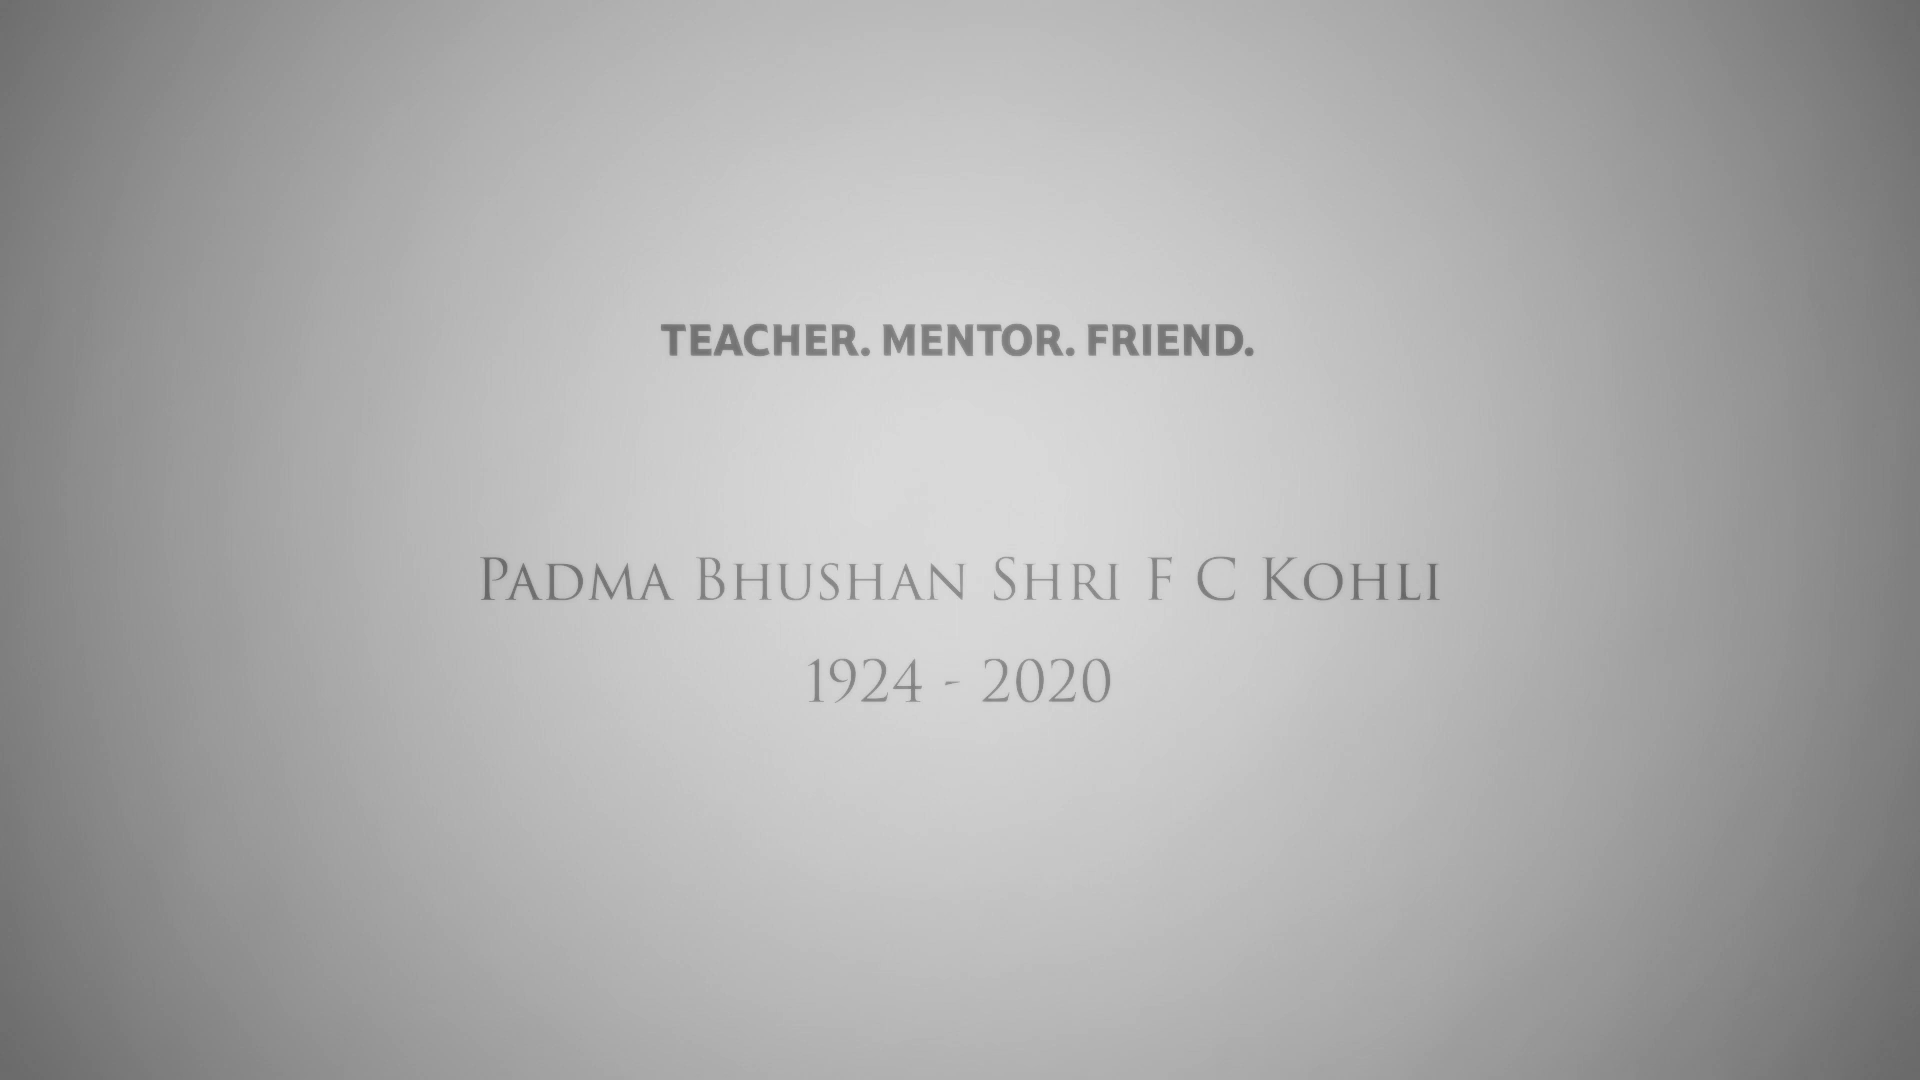 TEACHER. MENTOR. FRIEND.
Padma Bhushan Shri F C Kohli
1924 - 2020